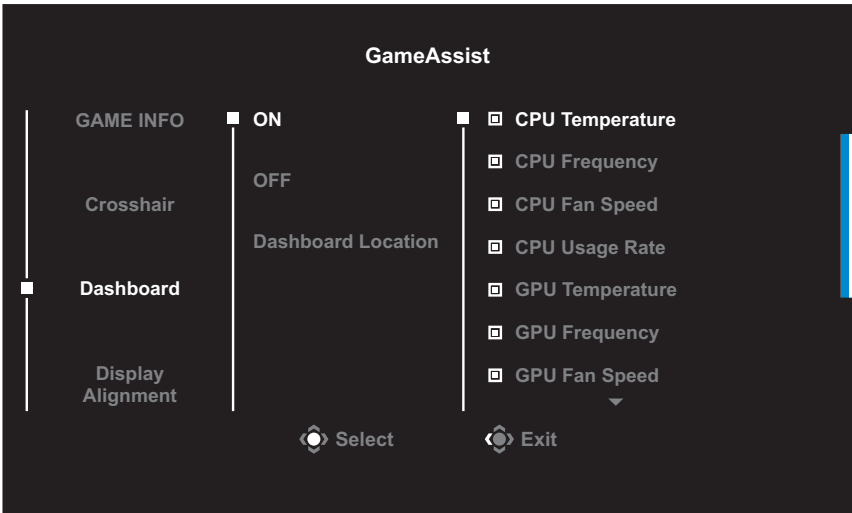 GameAssist
GAME INFO
Crosshair
Dashboard
Display
Alignment
ON
OFF
Dashboard Location
CPU Temperature
CPU Frequency
CPU Fan Speed
CPU Usage Rate
GPU Temperature
GPU Frequency
GPU Fan Speed
Select
Exit